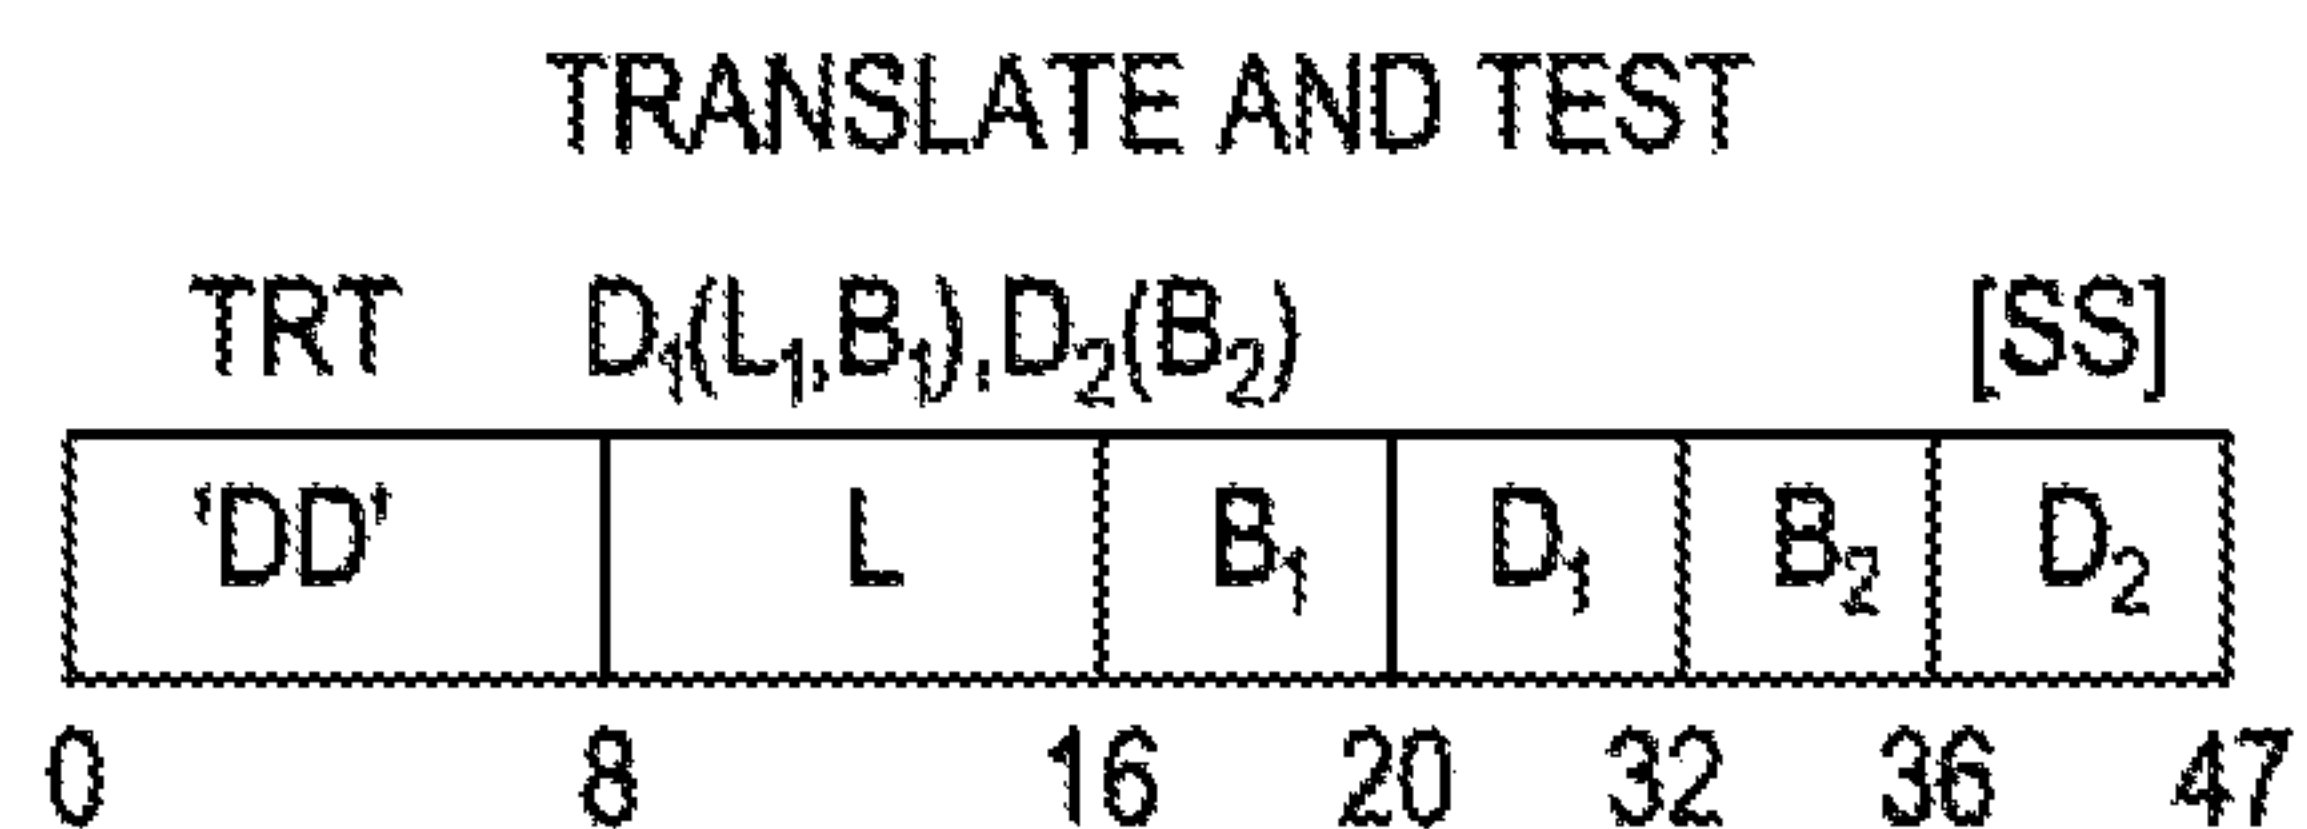 TRANSLATE AND TEST
TRT D₁(L₁,B₁),D₂(B₂) [SS]
'DD' L B₁ D₁ B₂ D₂
0 8 16 20 32 36 47